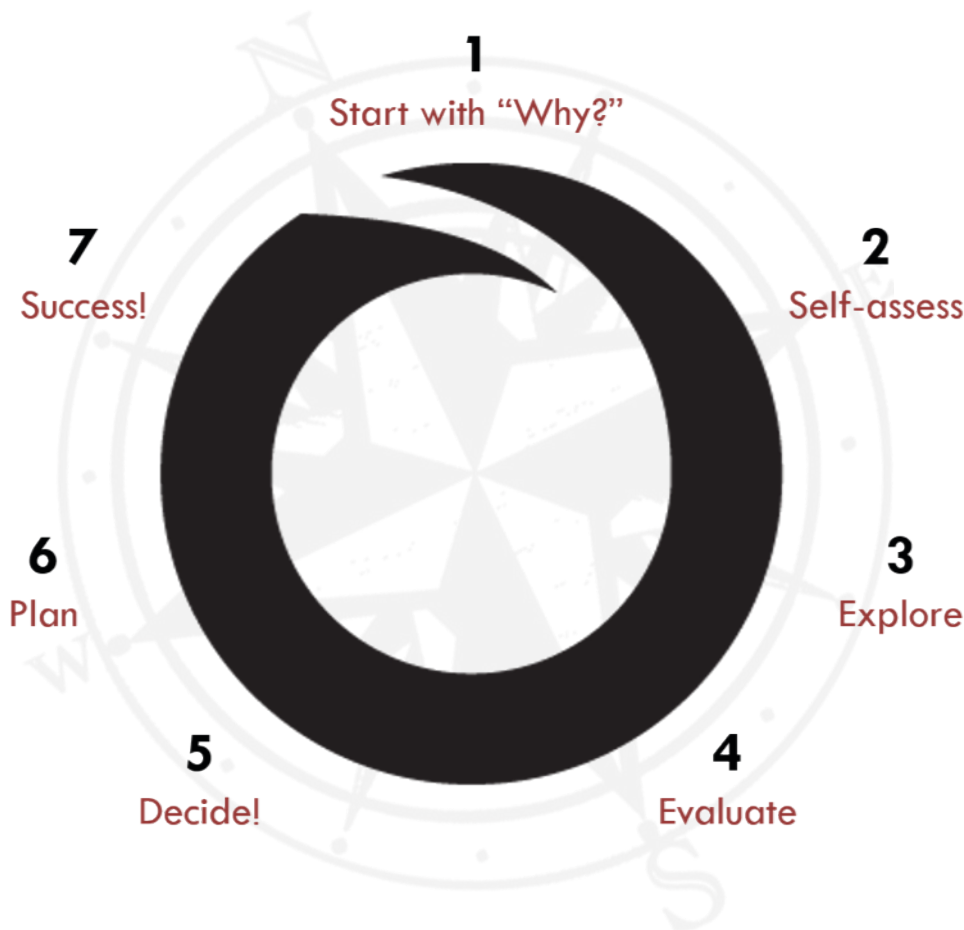 1
Start with “Why?”
2
Self-assess
3
Explore
4
Evaluate
5
Decide!
6
Plan
7
Success!
N
E
S
W